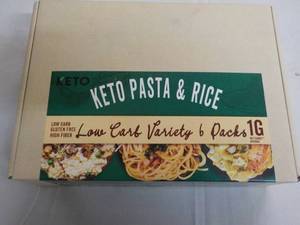 KETO
KETO PASTA & RICE
LOW CARB
GLUTEN FREE
HIGH FIBER
Low Carb Variety 6 Packs
1G